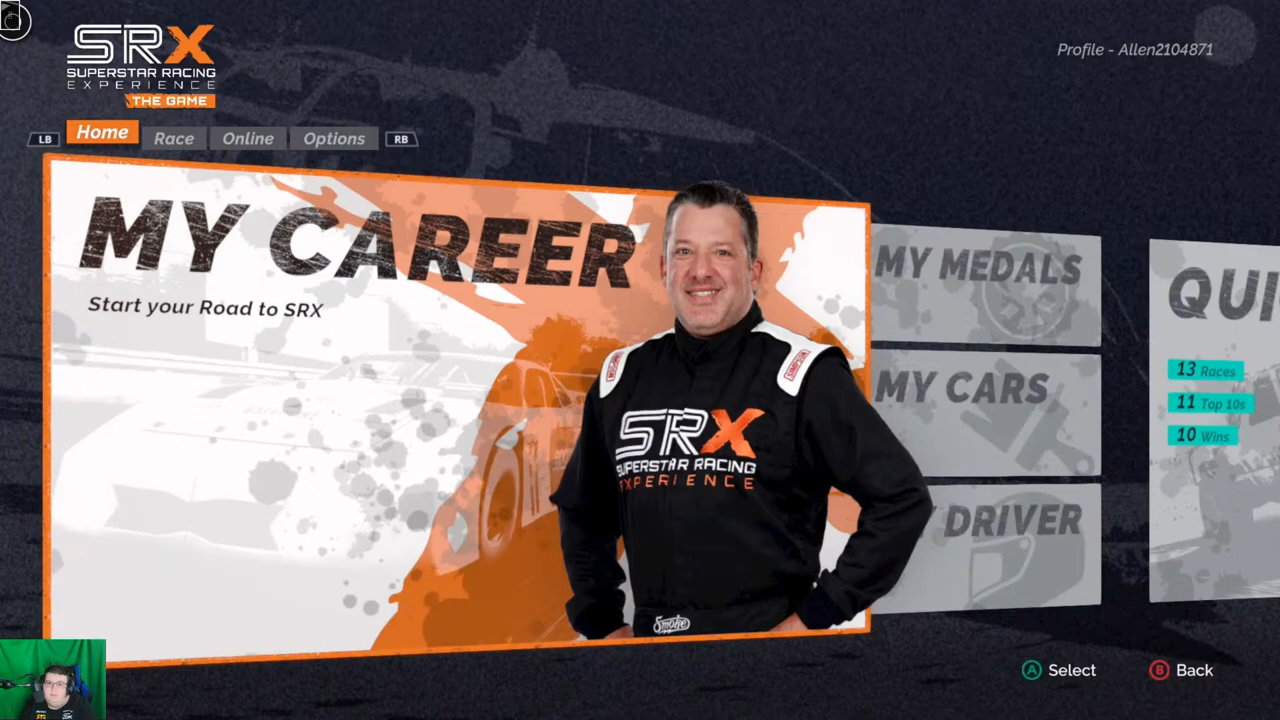 SRX
SUPERSTAR RACING
EXPERIENCE
THE GAME
Profile - Allen2104871
LB Home Race Online Options RB
MY CAREER
Start your Road to SRX
MY MEDALS
MY CARS
DRIVER
QUI
13 Races
11 Top 10s
10 Wins
SIMPSON
SRX
SUPERSTAR RACING
EXPERIENCE
Smoke
A Select
B Back